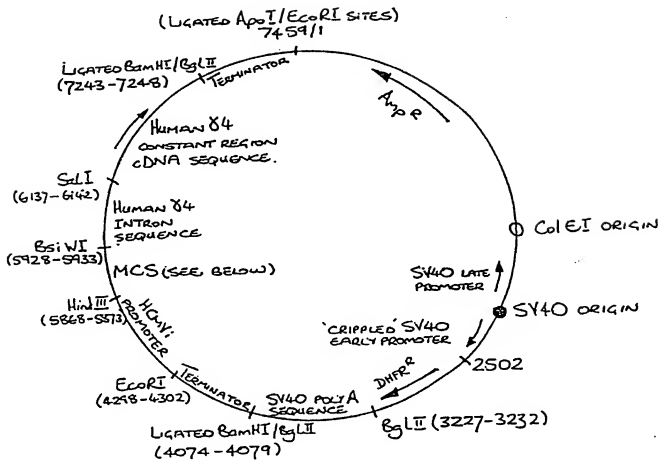 (LIGATED ApoI/EcoRI SITES)
7459/1
LIGATED BamHI/BgLII
(7243-7248)
TERMINATOR
AmpR
HUMAN γ4
CONSTANT REGION
cDNA SEQUENCE.
SalI
(6137-6142)
HUMAN γ4
INTRON
SEQUENCE
BsiWI
(5928-5933)
MCS (SEE BELOW)
HindIII
(5868-5873)
HCMVi
PROMOTER
EcoRI
(4298-4302)
TERMINATOR
SV40 POLYA
SEQUENCE
LIGATED BamHI/BgLII
(4074-4079)
BgLII (3227-3232)
DHFR R
2502
'CRIPPLED' SV40
EARLY PROMOTER
SV40 ORIGIN
SV40 LATE
PROMOTER
Col EI ORIGIN